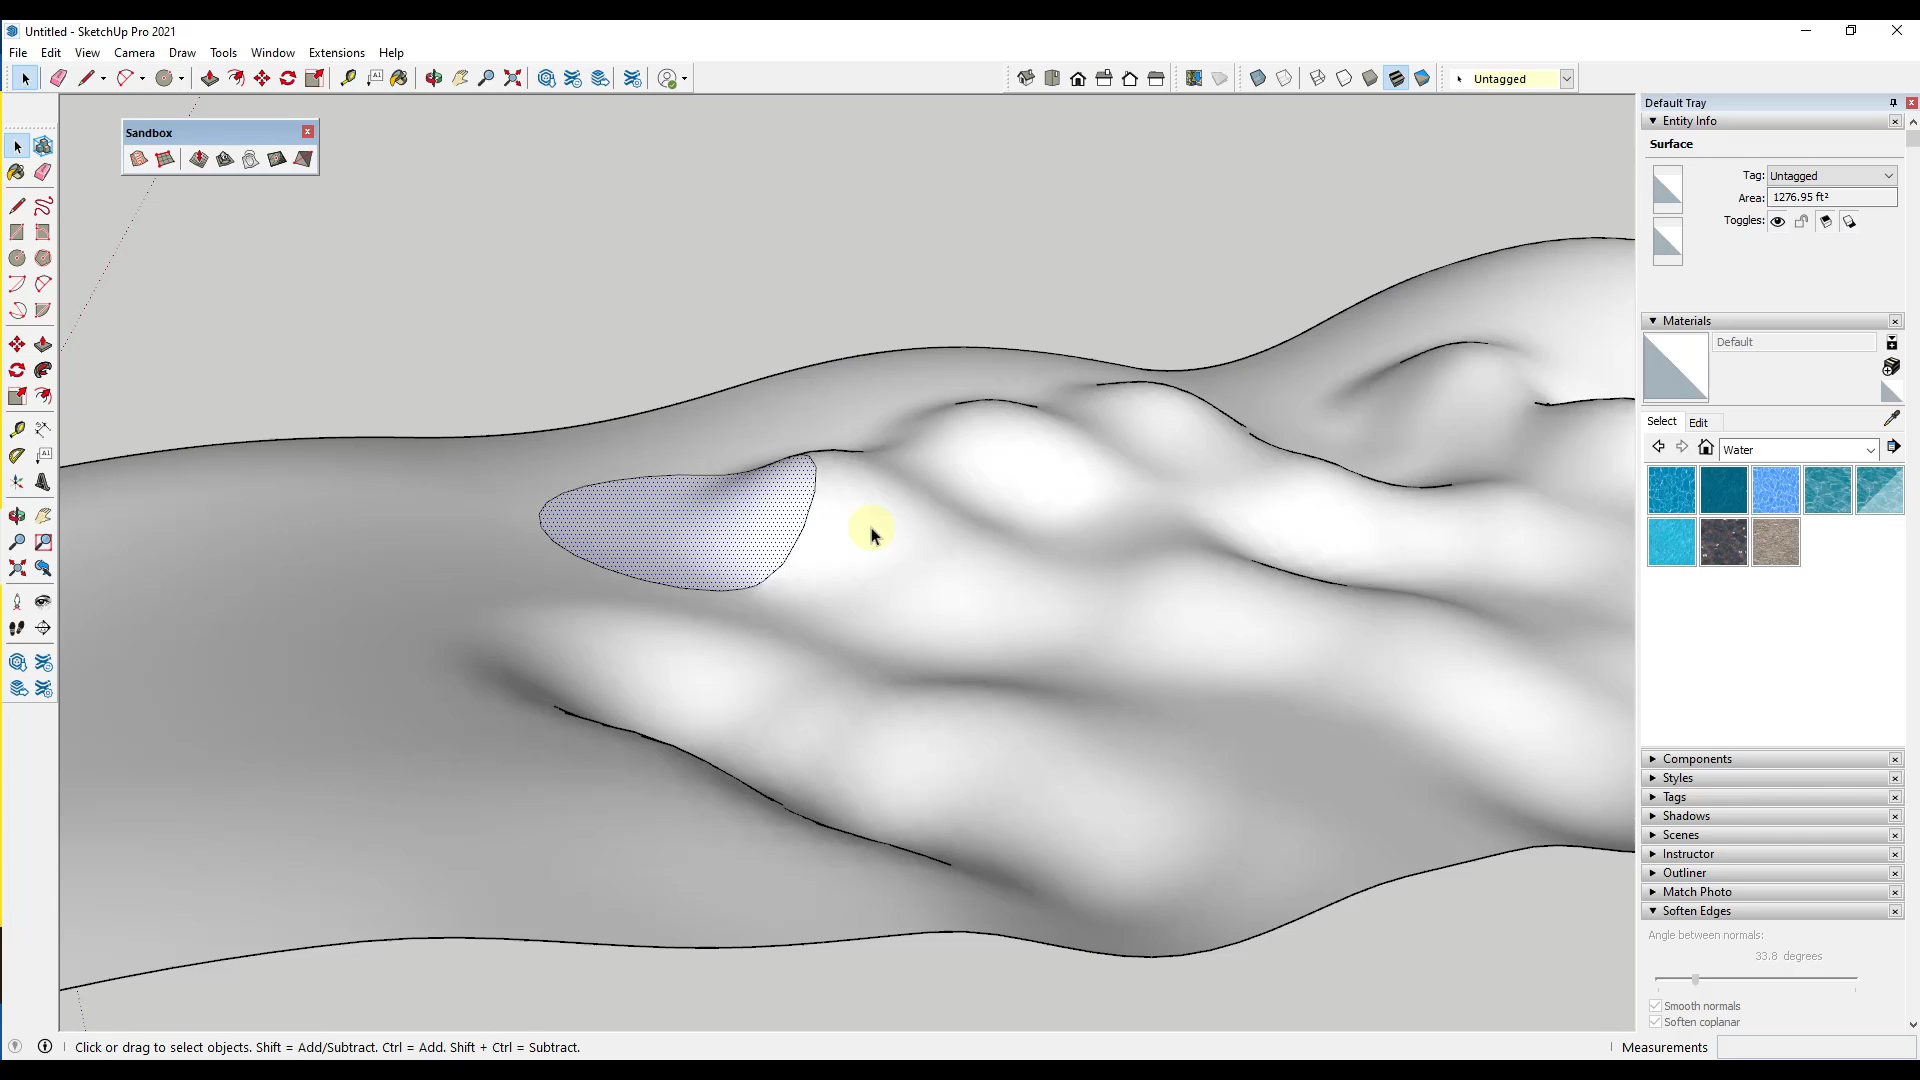 Untitled - SketchUp Pro 2021
File Edit View Camera Draw Tools Window Extensions Help
Untagged
Sandbox
Default Tray
Entity Info
Surface
Tag: Untagged
Area: 1276.95 ft²
Toggles:
Materials
Default
Select Edit
Water
Components
Styles
Tags
Shadows
Scenes
Instructor
Outliner
Match Photo
Soften Edges
Angle between normals:
33.8 degrees
Smooth normals
Soften coplanar
Click or drag to select objects. Shift = Add/Subtract. Ctrl = Add. Shift + Ctrl = Subtract.
Measurements